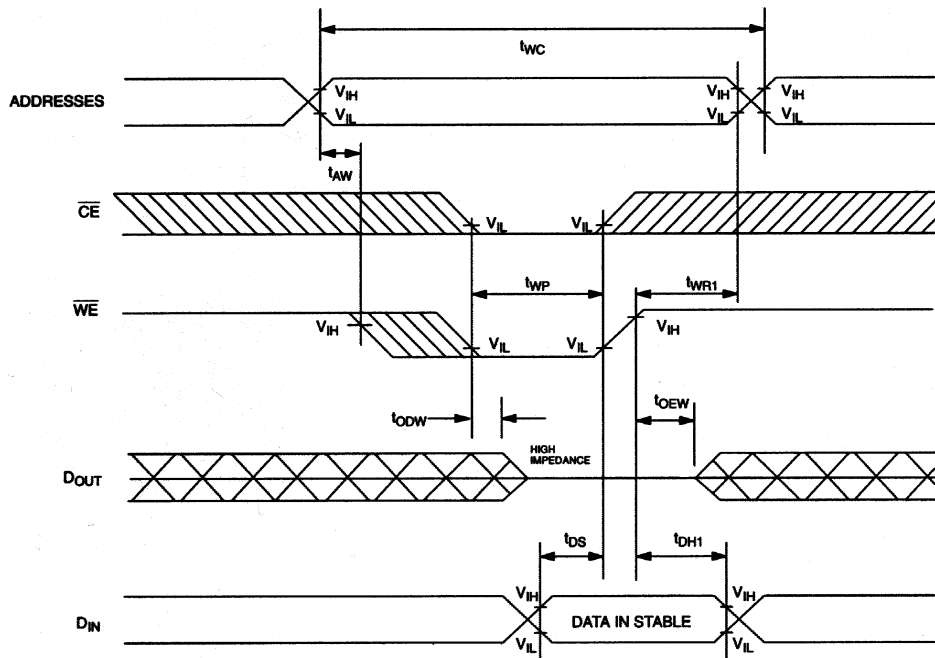 tWC
ADDRESSES
VIH VIH VIH
VIL VIL VIL
tAW
CE VIL VIL
tWP tWR1
WE
VIH VIH
VIL VIL
tODW tOEW
HIGH
IMPEDANCE
DOUT
tDS tDH1
VIH VIH
DIN DATA IN STABLE
VIL VIL